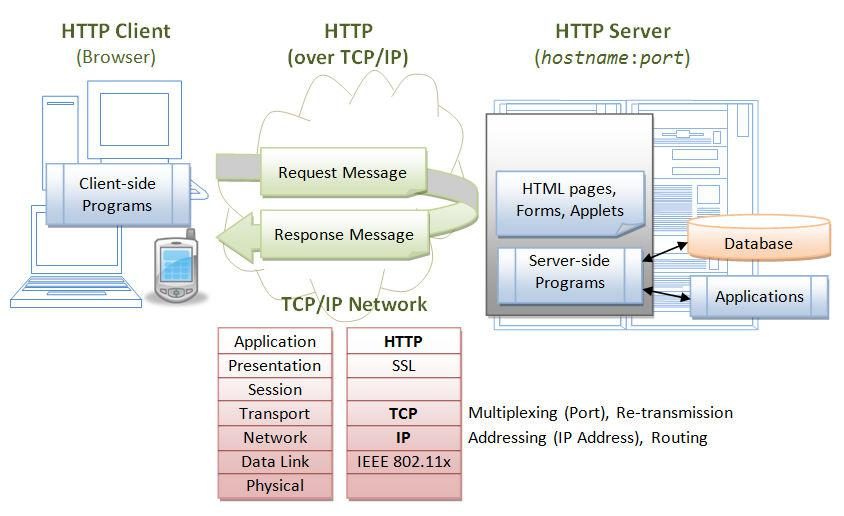 HTTP Client
(Browser)
HTTP
(over TCP/IP)
HTTP Server
(hostname:port)
Client-side
Programs
Request Message
Response Message
HTML pages,
Forms, Applets
Server-side
Programs
Database
Applications
TCP/IP Network
Application HTTP
Presentation SSL
Session
Transport TCP Multiplexing (Port), Re-transmission
Network IP Addressing (IP Address), Routing
Data Link IEEE 802.11x
Physical